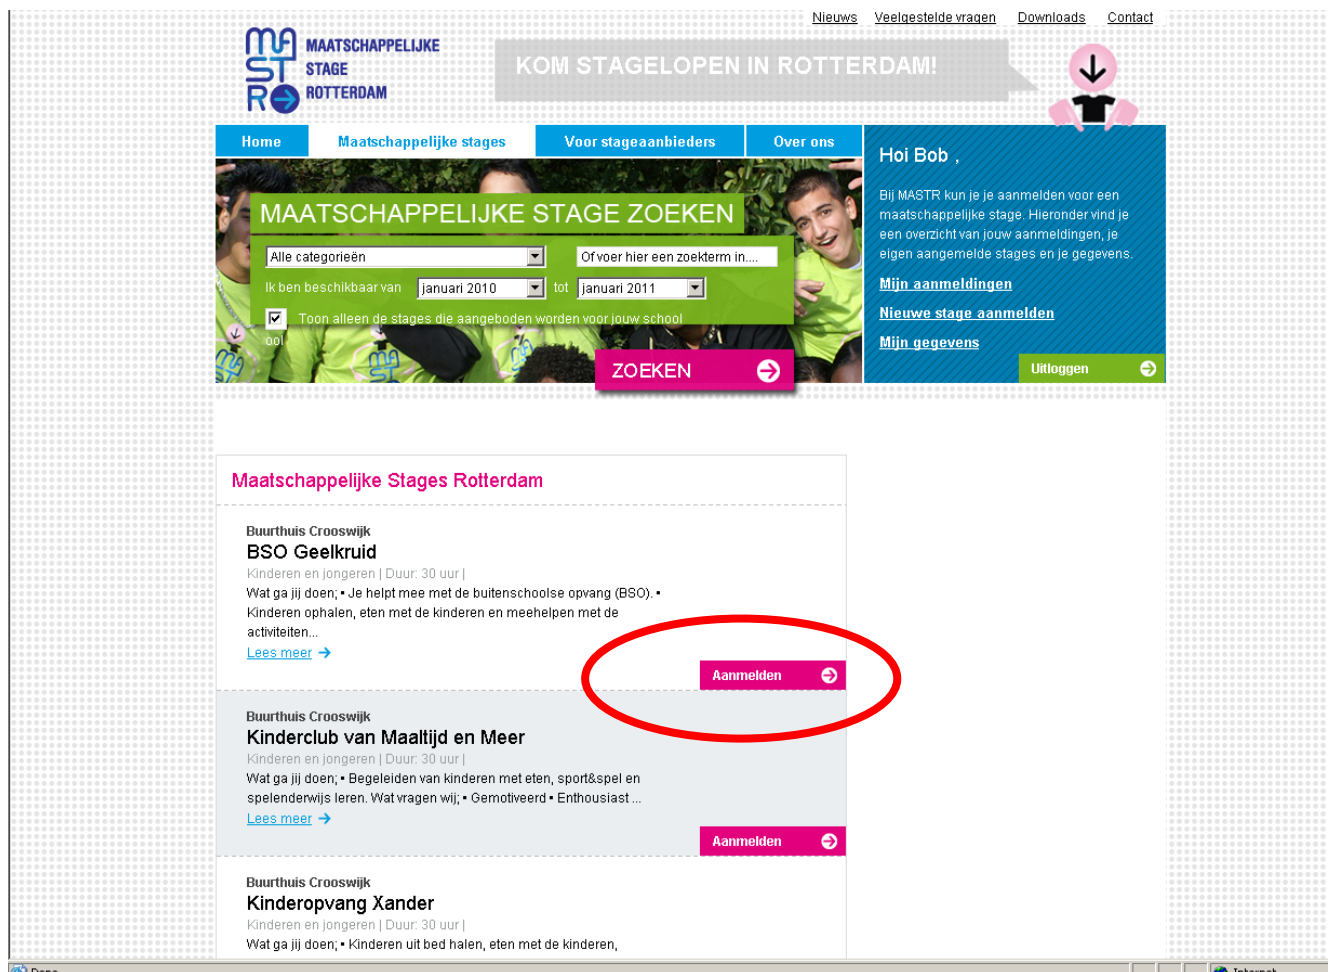 Nieuws Veelgestelde vragen Downloads Contact
MAATSCHAPPELIJKE
STAGE
ROTTERDAM
MASTR
KOM STAGELOPEN IN ROTTERDAM!
Home Maatschappelijke stages Voor stageaanbieders Over ons
Hoi Bob ,
Bij MASTR kun je je aanmelden voor een
maatschappelijke stage. Hieronder vind je
een overzicht van jouw aanmeldingen, je
eigen aangemelde stages en je gegevens.
Mijn aanmeldingen
Nieuwe stage aanmelden
Mijn gegevens
Uitloggen
MAATSCHAPPELIJKE STAGE ZOEKEN
Alle categorieën Of voer hier een zoekterm in....
Ik ben beschikbaar van januari 2010 tot januari 2011
Toon alleen de stages die aangeboden worden voor jouw school
ool
ZOEKEN
Maatschappelijke Stages Rotterdam
Buurthuis Crooswijk
BSO Geelkruid
Kinderen en jongeren | Duur: 30 uur |
Wat ga jij doen; ▪ Je helpt mee met de buitenschoolse opvang (BSO). ▪
Kinderen ophalen, eten met de kinderen en meehelpen met de
activiteiten...
Lees meer
Aanmelden
Buurthuis Crooswijk
Kinderclub van Maaltijd en Meer
Kinderen en jongeren | Duur: 30 uur |
Wat ga jij doen; ▪ Begeleiden van kinderen met eten, sport&spel en
spelenderwijs leren. Wat vragen wij; ▪ Gemotiveerd ▪ Enthousiast ...
Lees meer
Aanmelden
Buurthuis Crooswijk
Kinderopvang Xander
Kinderen en jongeren | Duur: 30 uur |
Wat ga jij doen; ▪ Kinderen uit bed halen, eten met de kinderen,
Done Internet